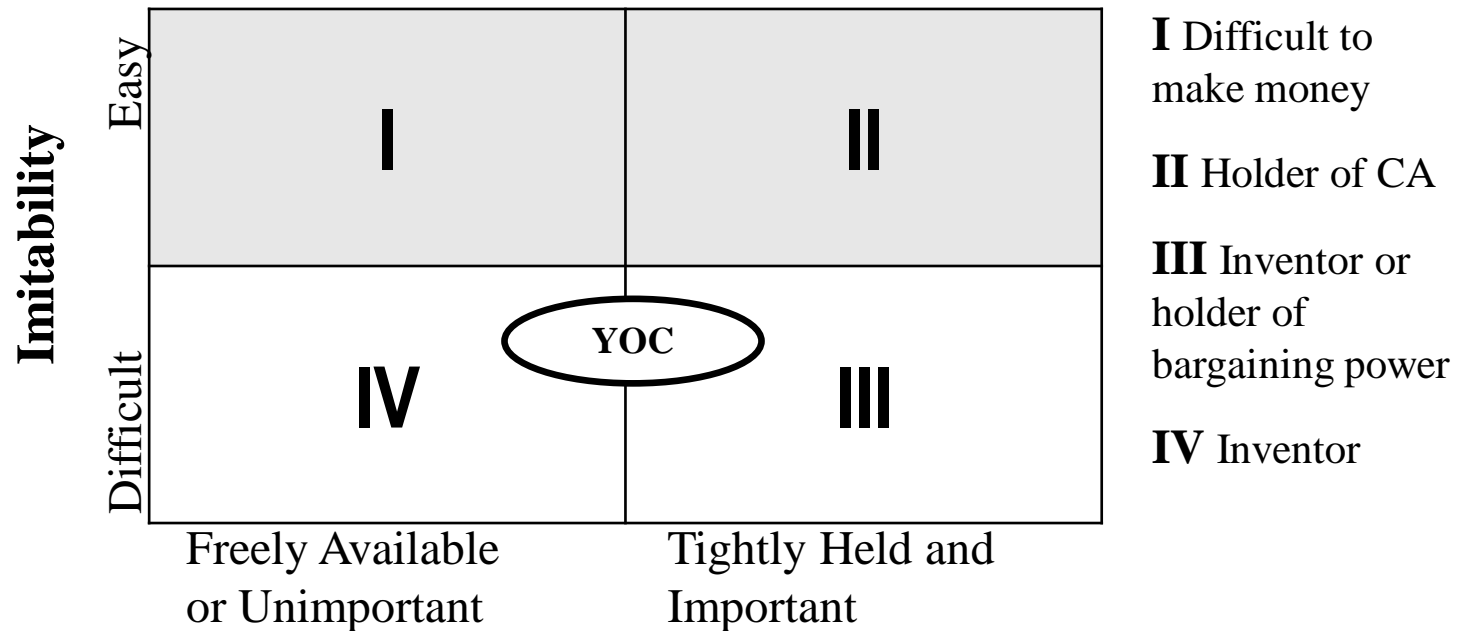 Imitability
Easy
Difficult
I
II
IV
III
YOC
Freely Available
or Unimportant
Tightly Held and
Important
I Difficult to
make money
II Holder of CA
III Inventor or
holder of
bargaining power
IV Inventor